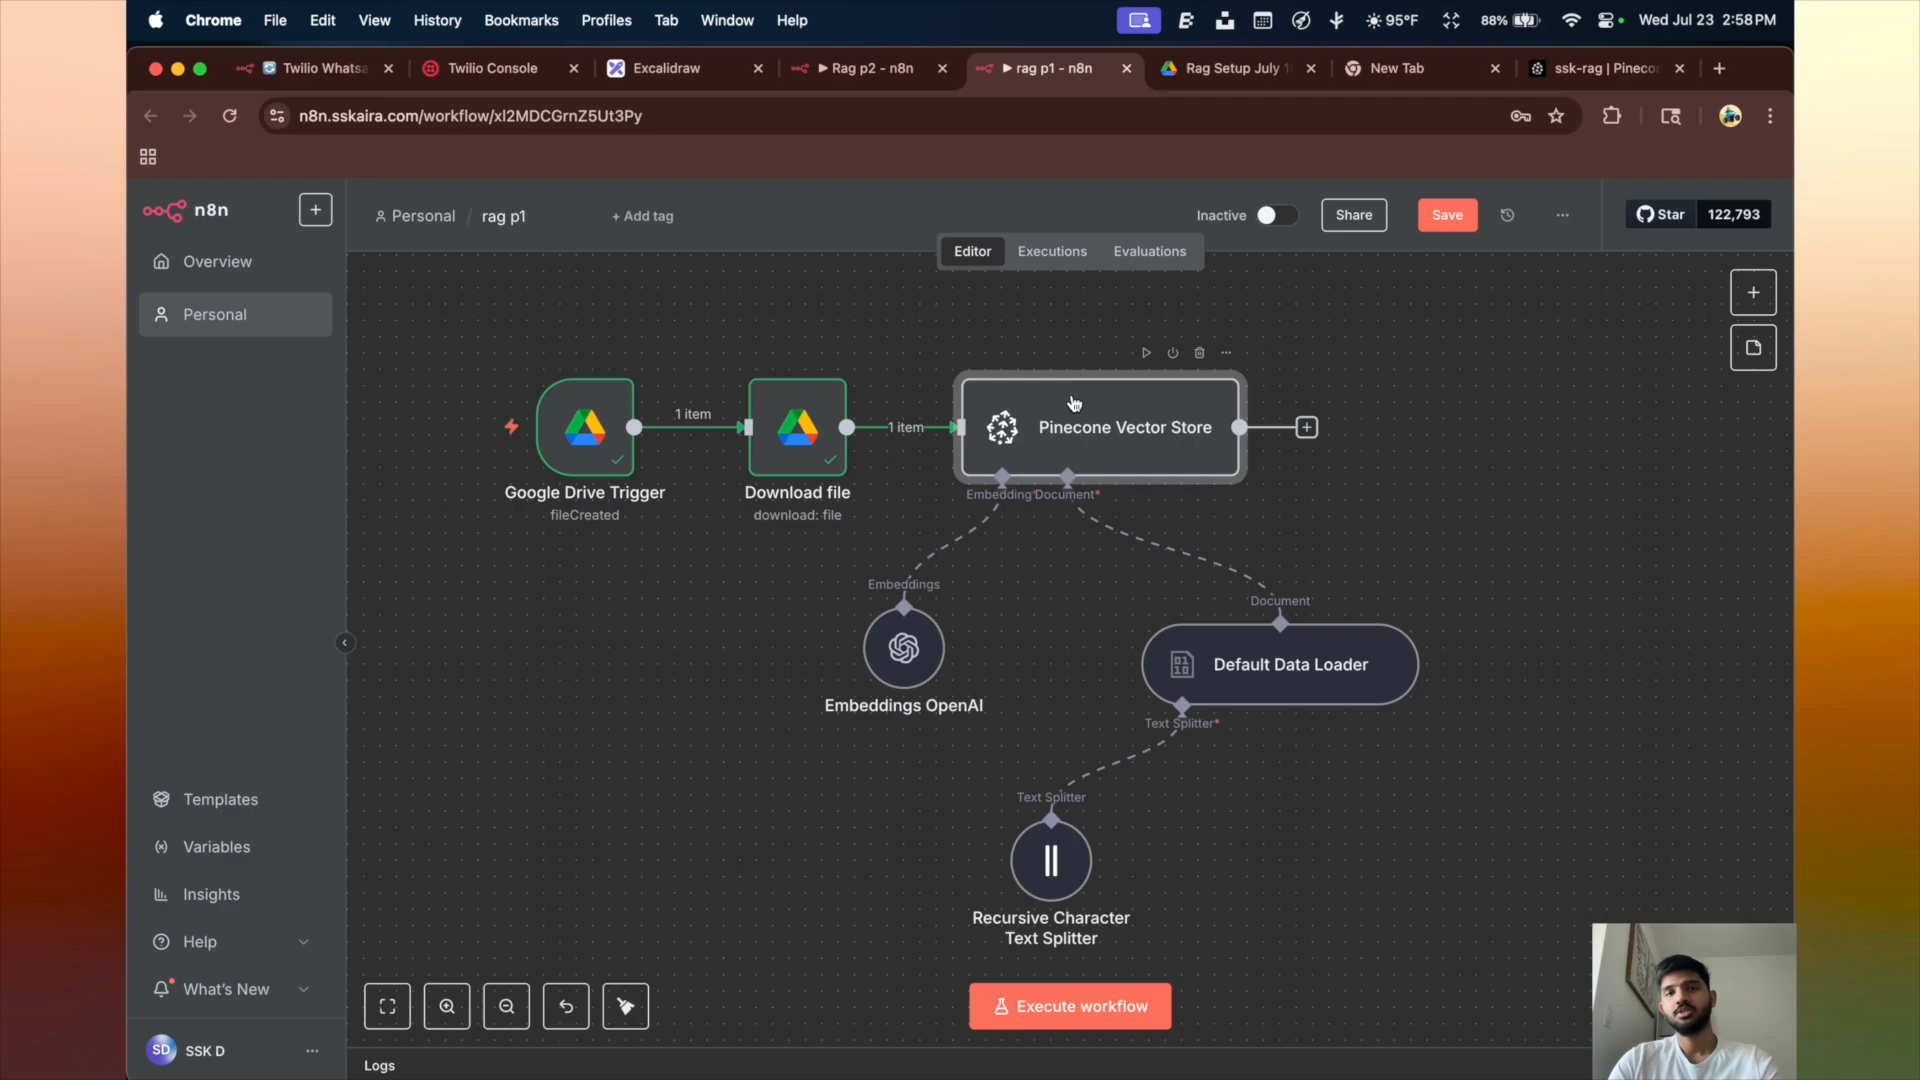 Chrome File Edit View History Bookmarks Profiles Tab Window Help 95°F 88% Wed Jul 23 2:58 PM
Twilio Whatsa Twilio Console Excalidraw Rag p2 - n8n rag p1 - n8n Rag Setup July 1 New Tab ssk-rag | Pineco
n8n.sskaira.com/workflow/xl2MDCGrnZ5Ut3Py
n8n
Personal / rag p1 + Add tag Inactive Share Save Star 122,793
Editor Executions Evaluations
Overview
Personal
1 item
1 item
Pinecone Vector Store
Google Drive Trigger
fileCreated
Download file
download: file
Embedding Document*
Embeddings
Document
Embeddings OpenAI
Default Data Loader
Text Splitter*
Text Splitter
Recursive Character
Text Splitter
Templates
Variables
Insights
Help
What's New
Execute workflow
SD SSK D
Logs